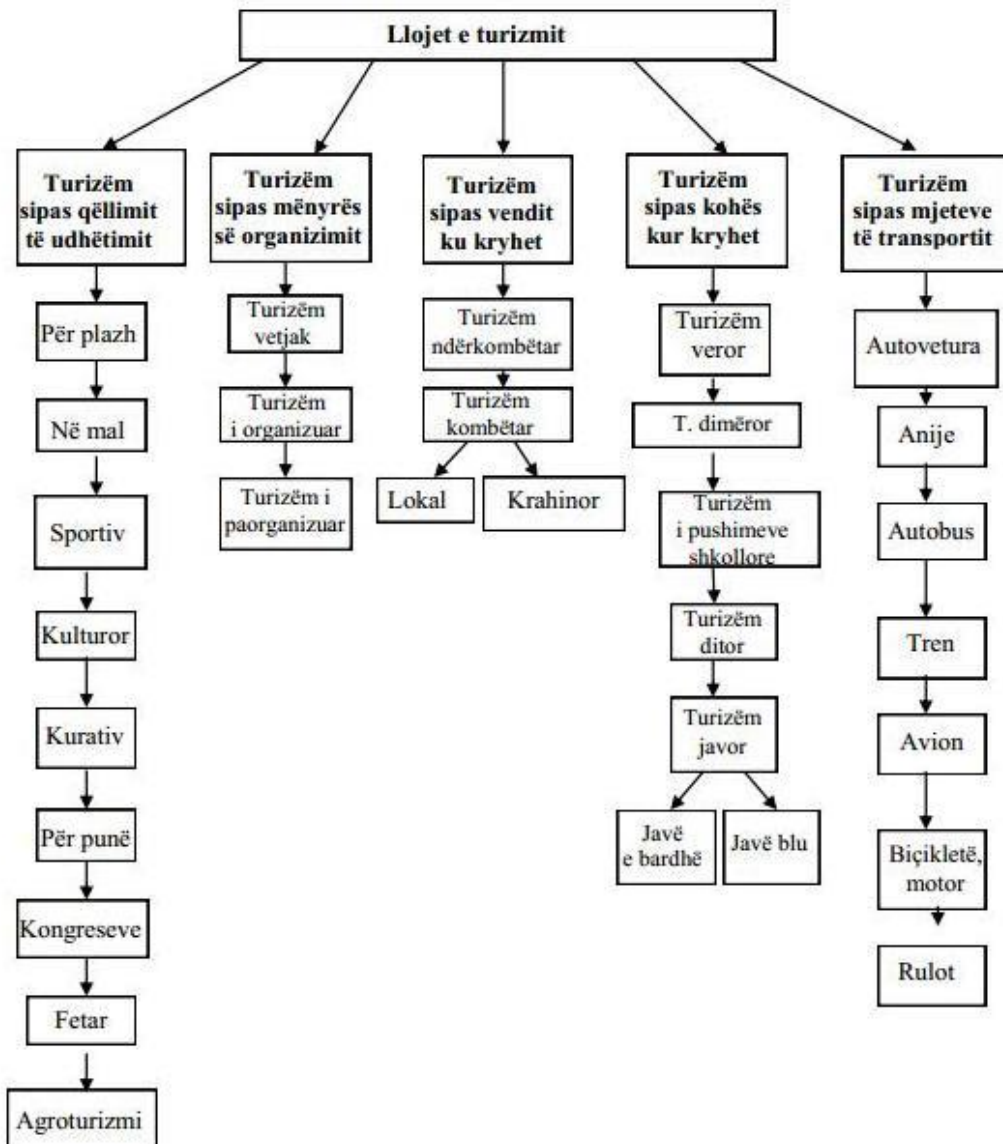 Llojet e turizmit
Turizëm
sipas qëllimit
të udhëtimit
Për plazh
Në mal
Sportiv
Kulturor
Kurativ
Për punë
Kongreseve
Fetar
Agroturizmi
Turizëm
sipas mënyrës
së organizimit
Turizëm
vetjak
Turizëm
i organizuar
Turizëm i
paorganizuar
Turizëm
sipas vendit
ku kryhet
Turizëm
ndërkombëtar
Turizëm
kombëtar
Lokal
Krahinor
Turizëm
sipas kohës
kur kryhet
Turizëm
veror
T. dimëror
Turizëm
i pushimeve
shkollore
Turizëm
ditor
Turizëm
javor
Javë
e bardhë
Javë blu
Turizëm
sipas mjeteve
të transportit
Autovetura
Anije
Autobus
Tren
Avion
Biçikletë,
motor
Rulot